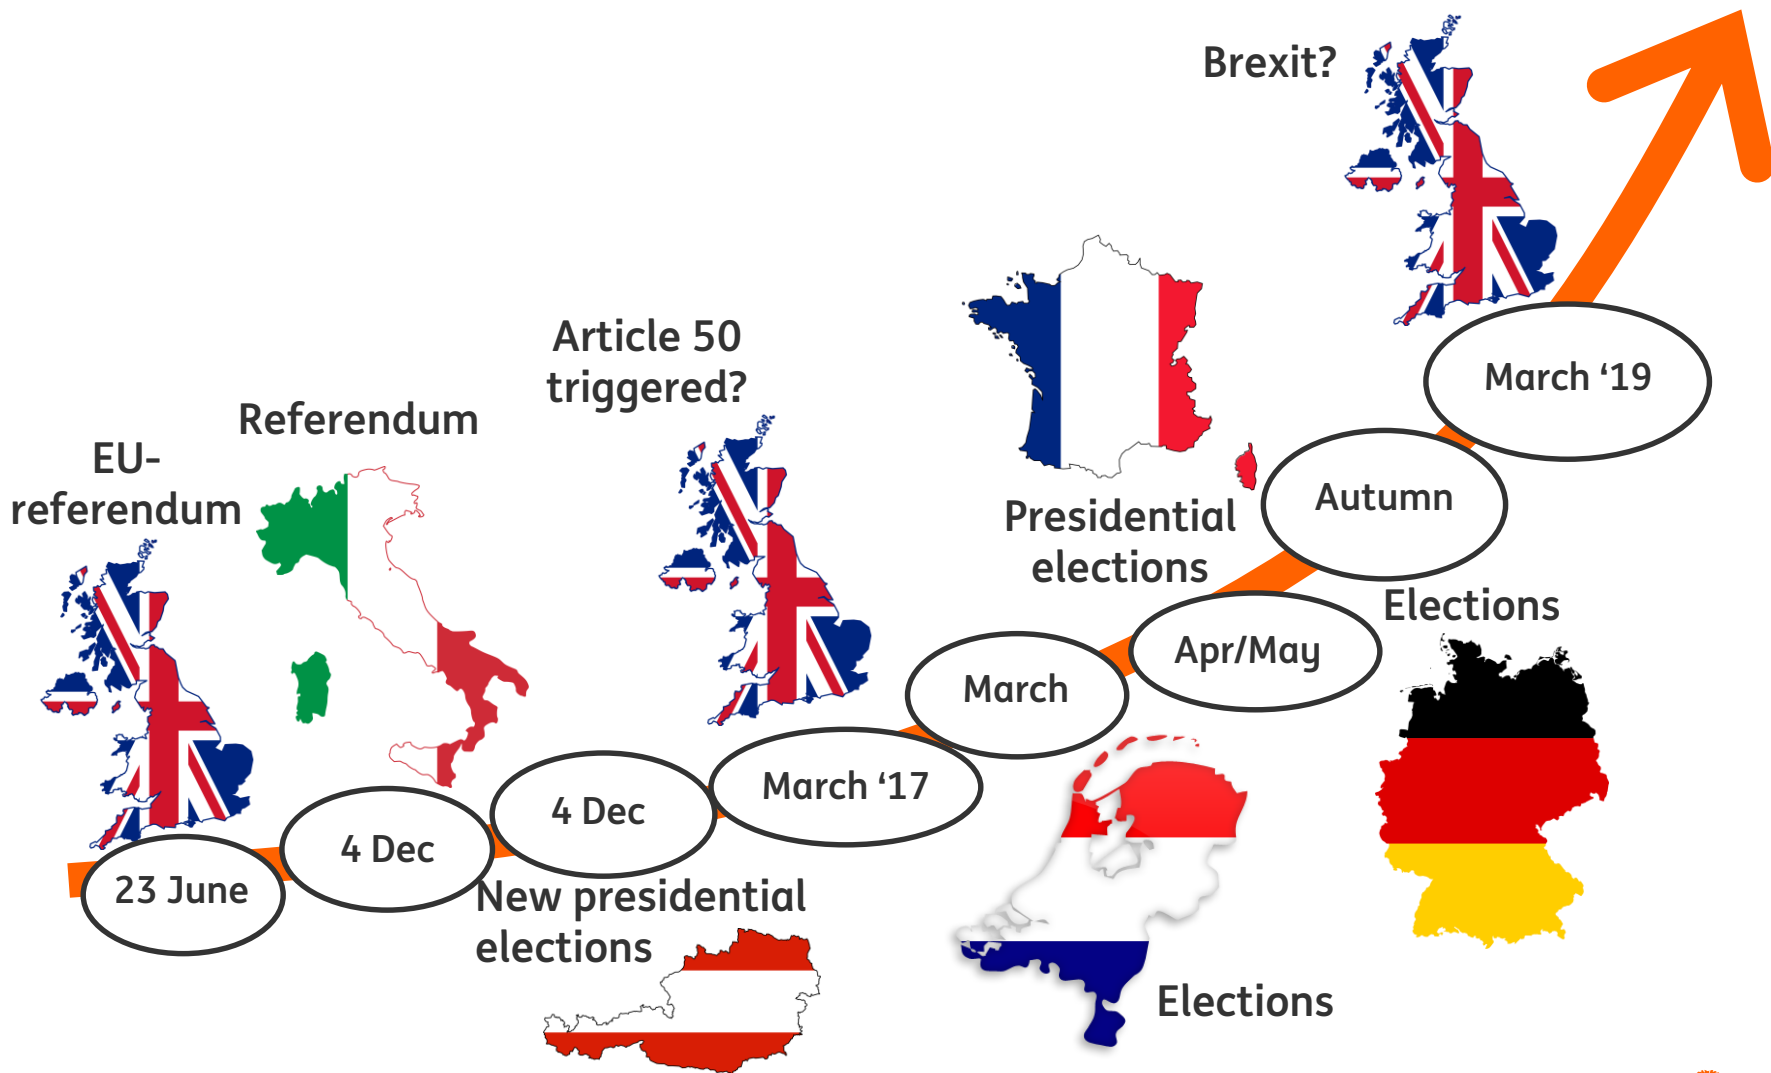 Brexit?
Article 50
triggered?
Referendum
EU-
referendum
Presidential
elections
March ‘19
Autumn
Elections
Apr/May
March
March ‘17
4 Dec
4 Dec
23 June
New presidential
elections
Elections